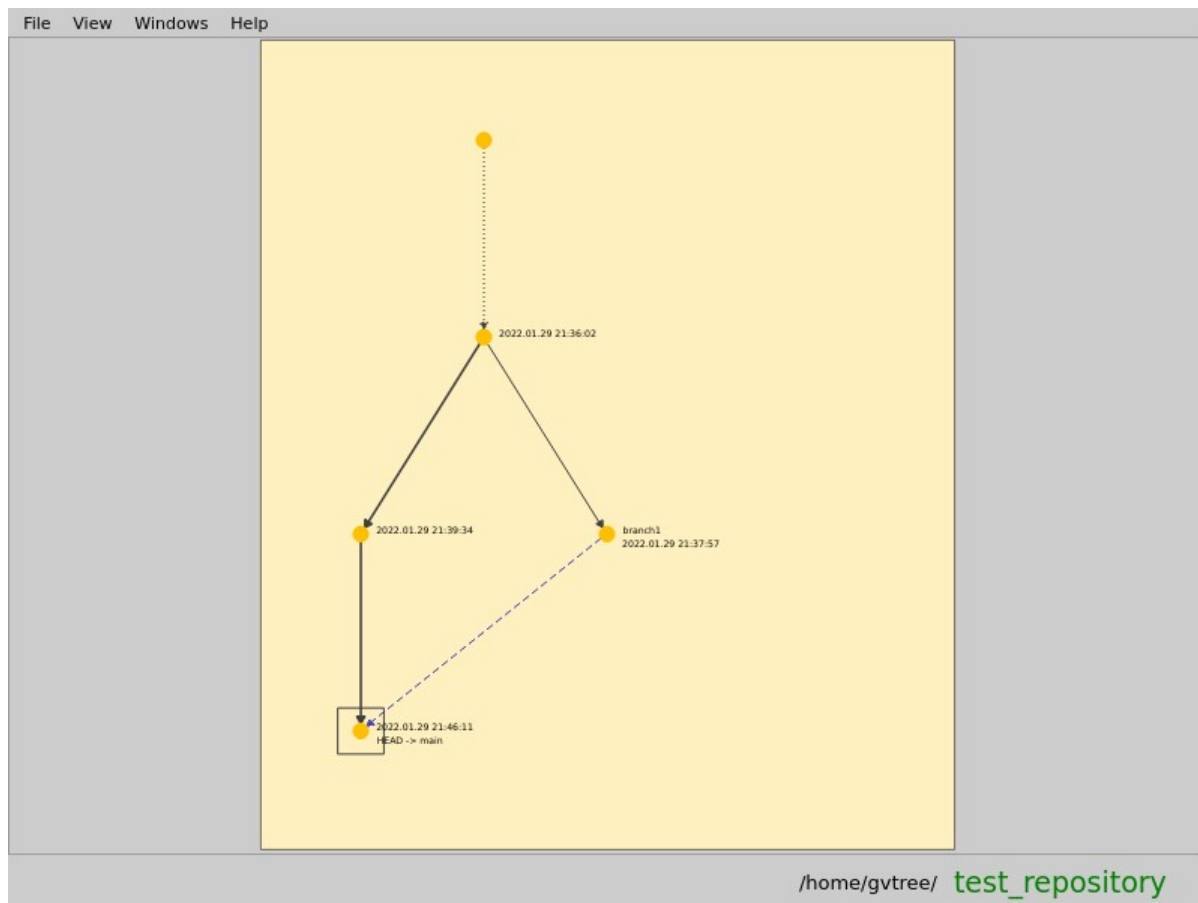 File View Windows Help
2022.01.29 21:36:02
2022.01.29 21:39:34
branch1
2022.01.29 21:37:57
2022.01.29 21:46:11
HEAD -> main
/home/gvtree/ test_repository